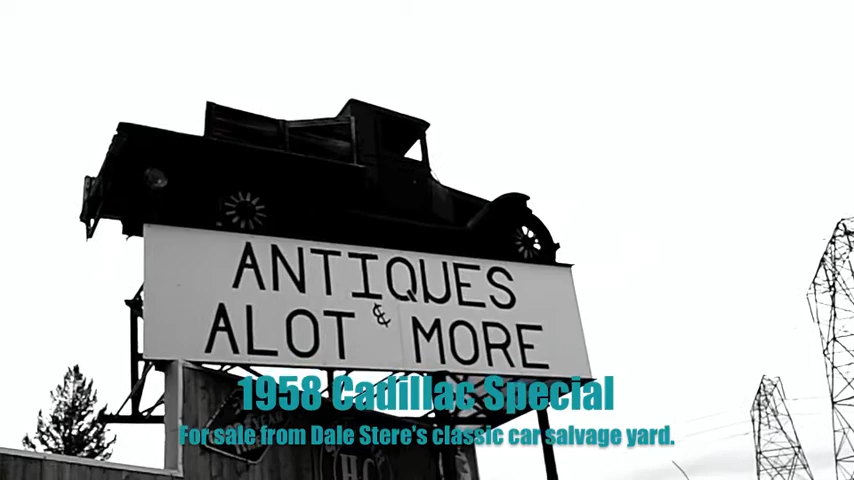 ANTIQUES
&
ALOT MORE
1958 Cadillac Special
For sale from Dale Stere's classic car salvage yard.